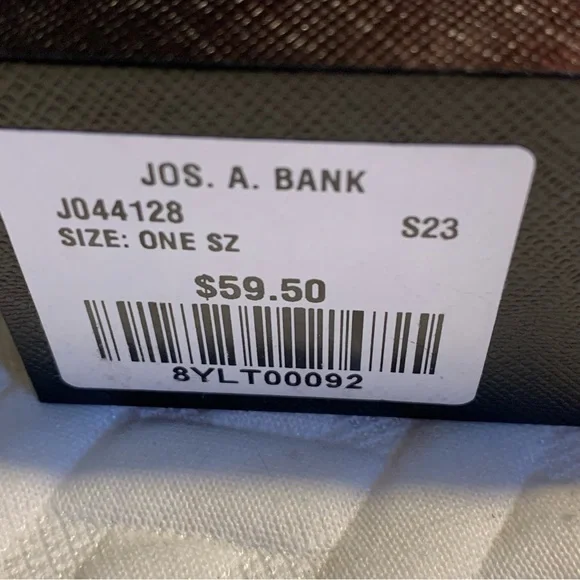 JOS. A. BANK
J044128
S23
SIZE: ONE SZ
$59.50
8YLT00092